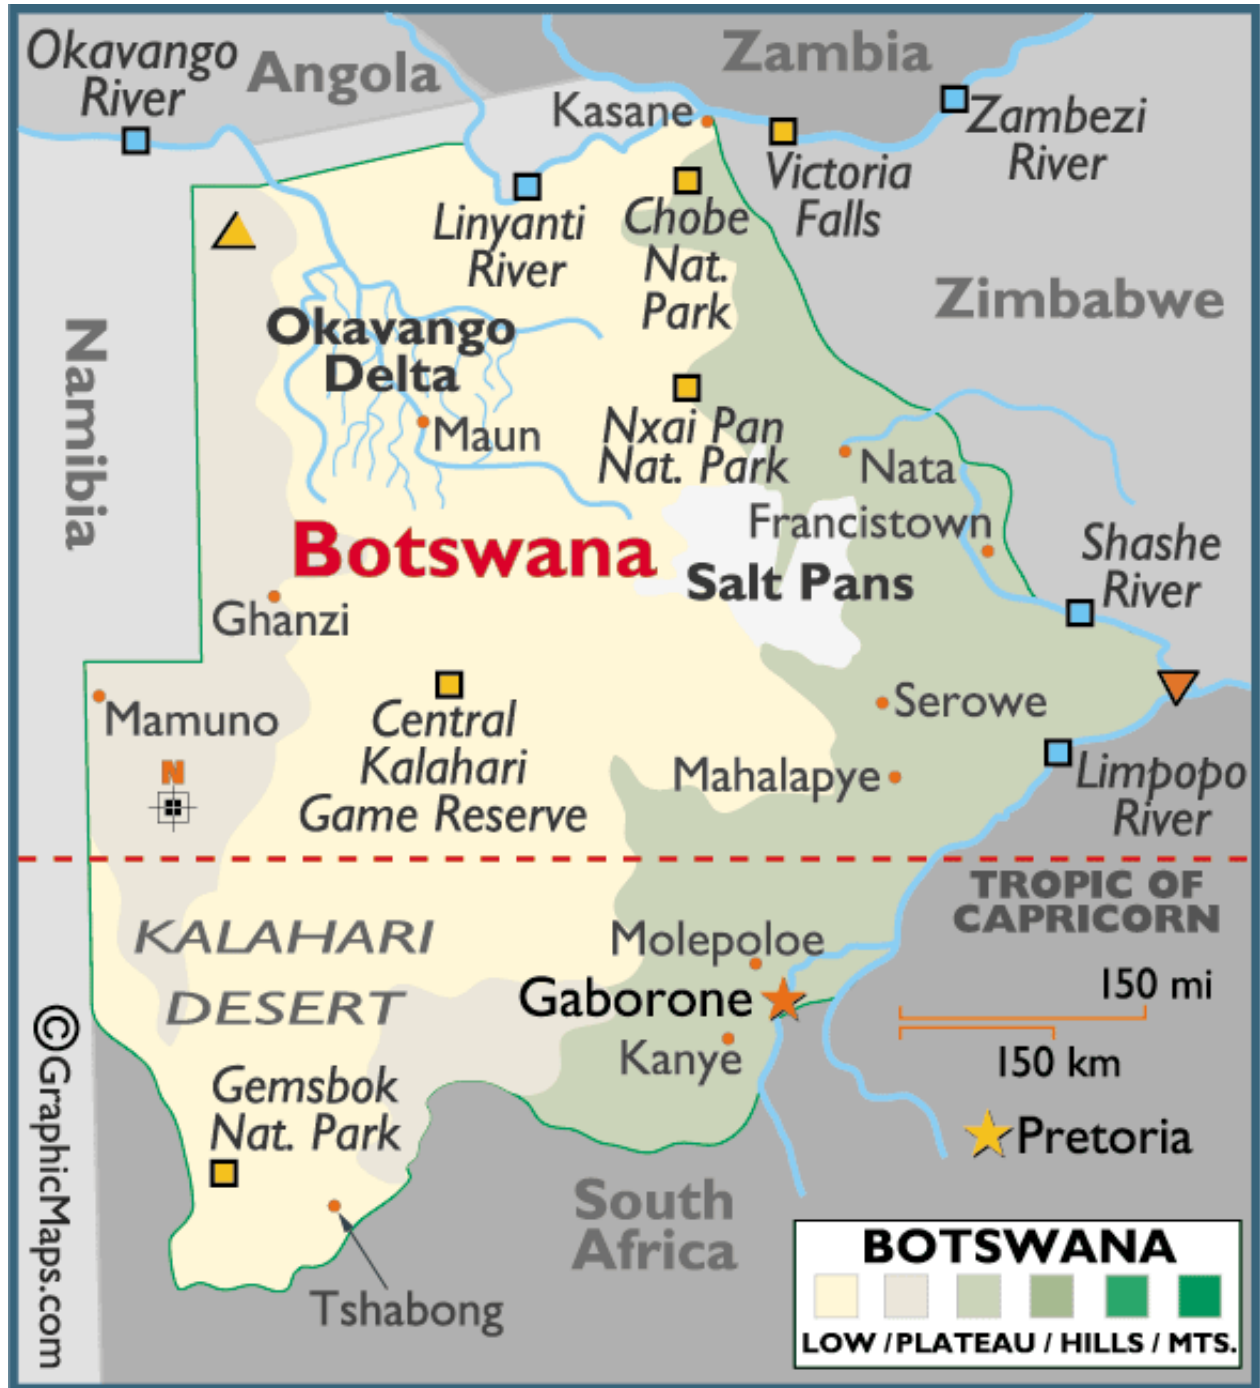 Okavango
River
Angola
Zambia
Kasane
Zambezi
River
Victoria
Falls
Linyanti
River
Chobe
Nat.
Park
Zimbabwe
Namibia
Okavango
Delta
Maun
Nxai Pan
Nat. Park
Nata
Francistown
Shashe
River
Botswana
Salt Pans
Ghanzi
Mamuno
N
Central
Kalahari
Game Reserve
Serowe
Mahalapye
Limpopo
River
TROPIC OF
CAPRICORN
KALAHARI
DESERT
Molepoloe
Gaborone
Kanye
150 mi
150 km
Pretoria
Gemsbok
Nat. Park
South
Africa
Tshabong
©GraphicMaps.com
BOTSWANA
LOW / PLATEAU / HILLS / MTS.